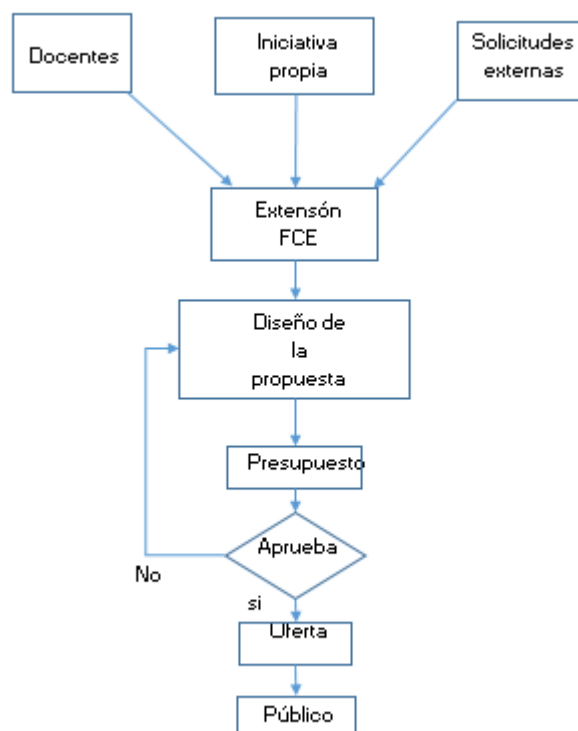 Docentes
Iniciativa
propia
Solicitudes
externas
Extensón
FCE
Diseño de
la
propuesta
Presupuesto
Aprueba
No
si
Oferta
Público